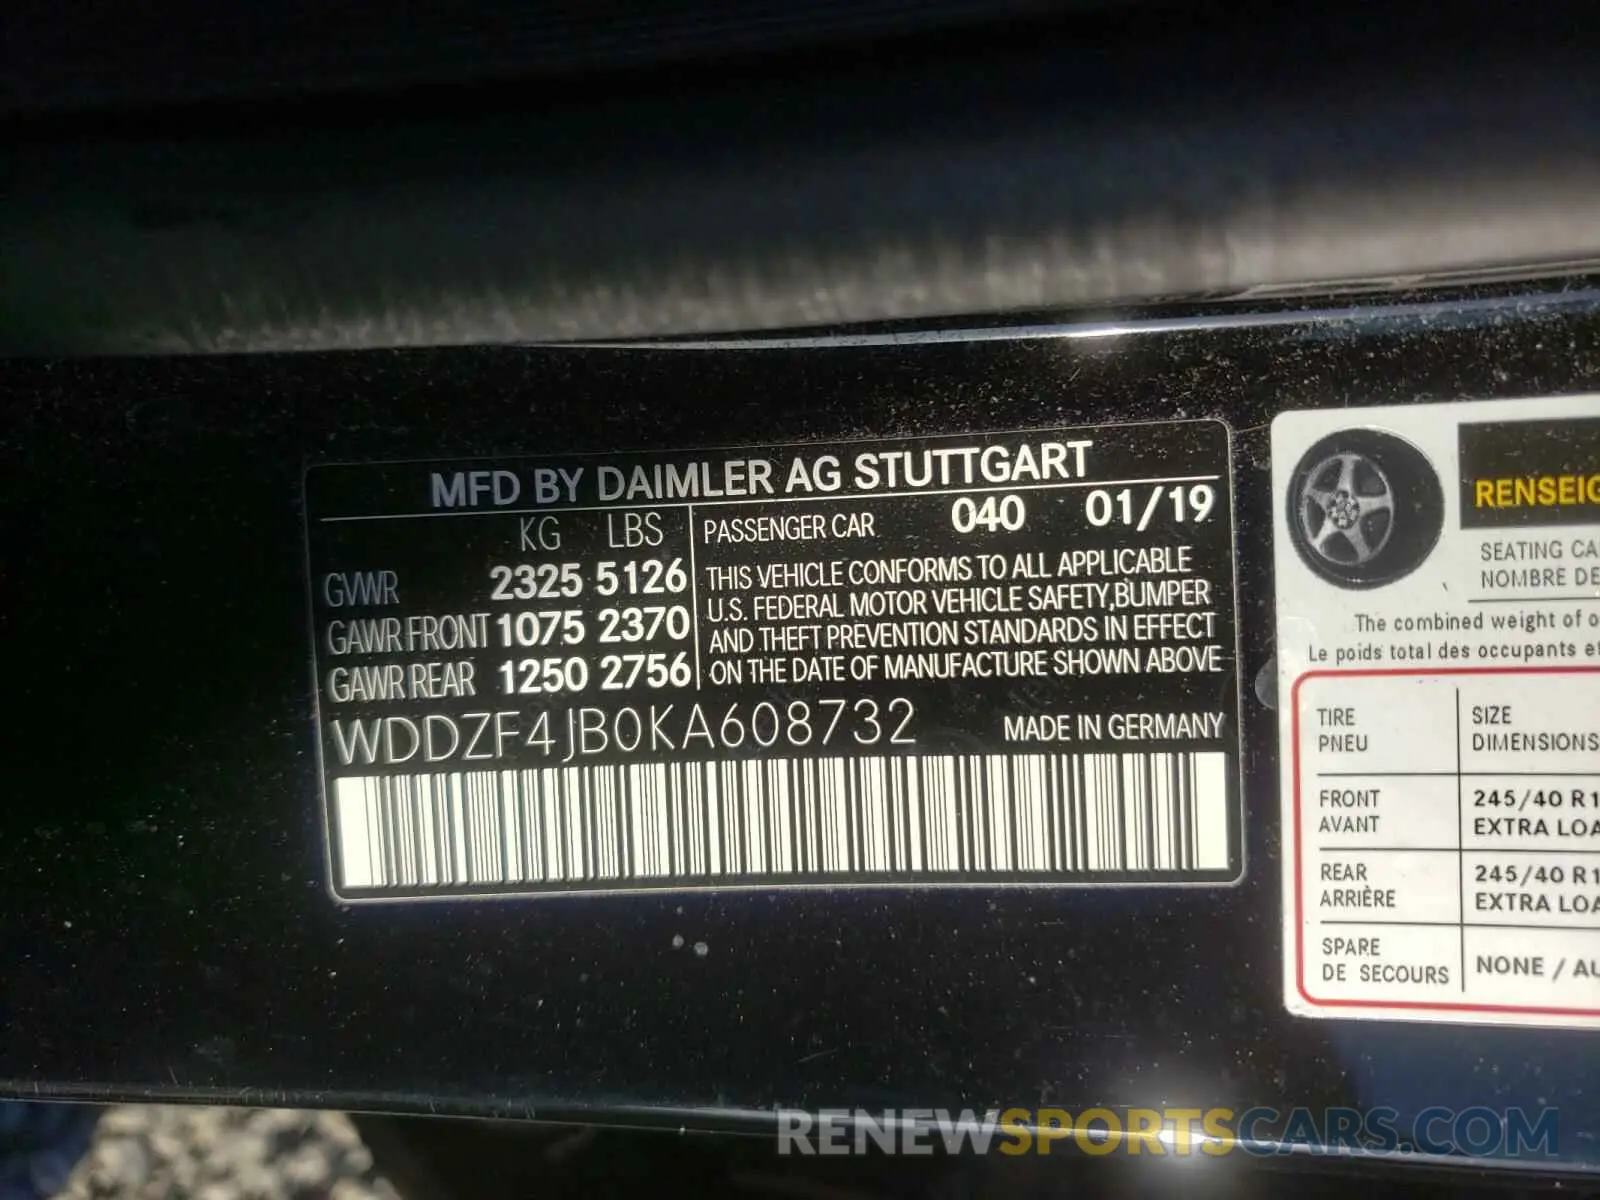 MFD BY DAIMLER AG STUTTGART
KG LBS
GVWR 2325 5126
GAWR FRONT 1075 2370
GAWR REAR 1250 2756
PASSENGER CAR 040 01/19
THIS VEHICLE CONFORMS TO ALL APPLICABLE
U.S. FEDERAL MOTOR VEHICLE SAFETY,BUMPER
AND THEFT PREVENTION STANDARDS IN EFFECT
ON THE DATE OF MANUFACTURE SHOWN ABOVE
WDDZF4JB0KA608732 MADE IN GERMANY
RENSEIG
SEATING CA
NOMBRE DE
The combined weight of o
Le poids total des occupants et
TIRE SIZE
PNEU DIMENSIONS
FRONT 245/40 R1
AVANT EXTRA LOA
REAR 245/40 R1
ARRIÈRE EXTRA LOA
SPARE
DE SECOURS NONE / AU
RENEWSPORTSCARS.COM